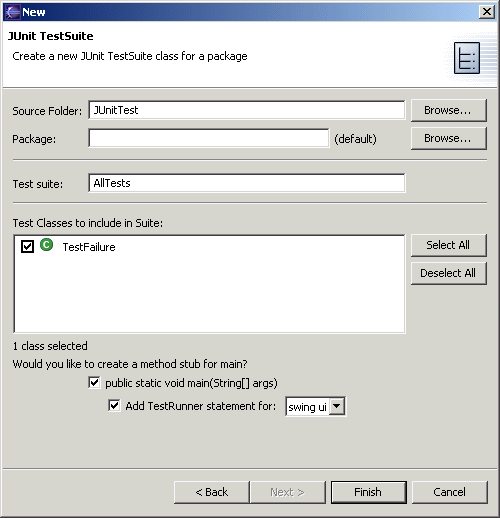 New
JUnit TestSuite
Create a new JUnit TestSuite class for a package
Source Folder: JUnitTest Browse...
Package: (default) Browse...
Test suite: AllTests
Test Classes to include in Suite:
C TestFailure
Select All
Deselect All
1 class selected
Would you like to create a method stub for main?
public static void main(String[] args)
Add TestRunner statement for: swing ui
< Back Next > Finish Cancel